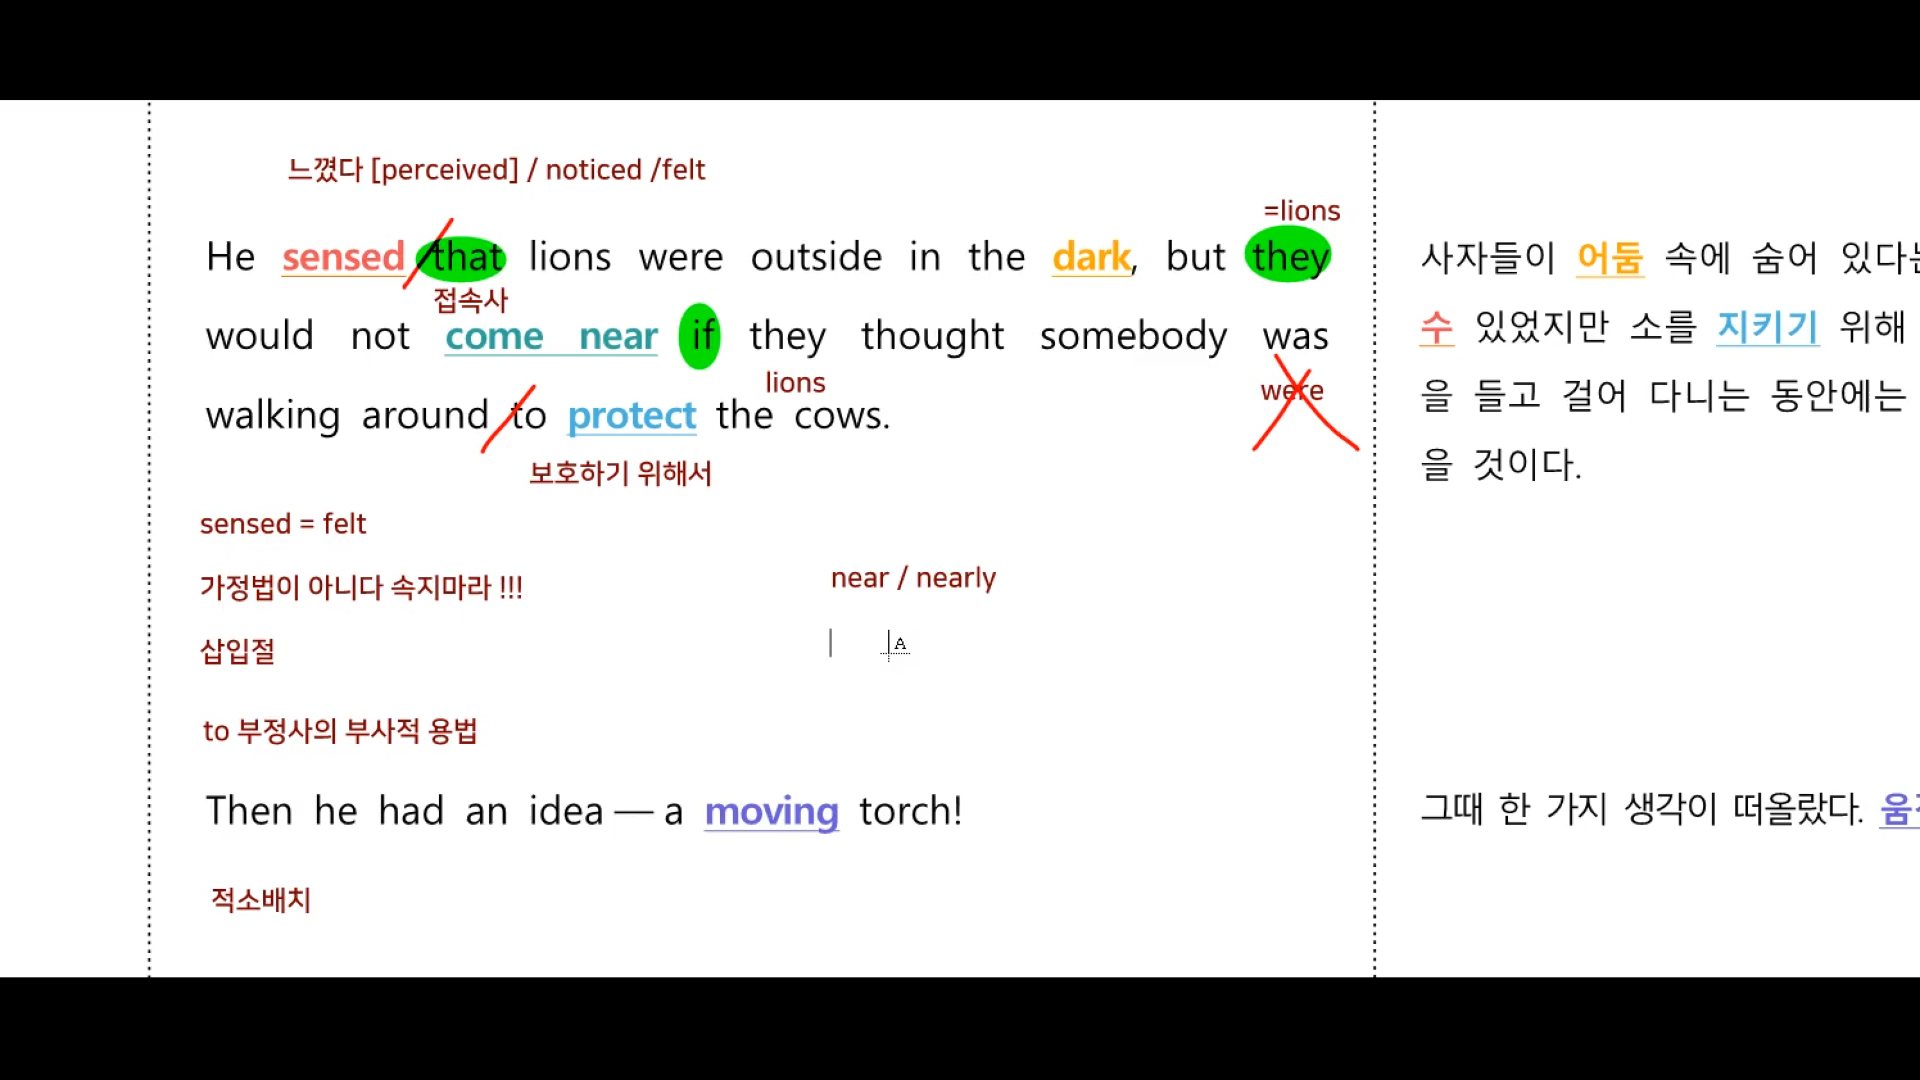 느꼈다 [perceived] / noticed /felt
=lions
He sensed that lions were outside in the dark, but they
접속사
would not come near if they thought somebody was
lions
were
walking around to protect the cows.
보호하기 위해서
sensed = felt
가정법이 아니다 속지마라 !!!
near / nearly
삽입절
to 부정사의 부사적 용법
Then he had an idea — a moving torch!
적소배치
사자들이 어둠 속에 숨어 있다는
수 있었지만 소를 지키기 위해
을 들고 걸어 다니는 동안에는
을 것이다.
그때 한 가지 생각이 떠올랐다.